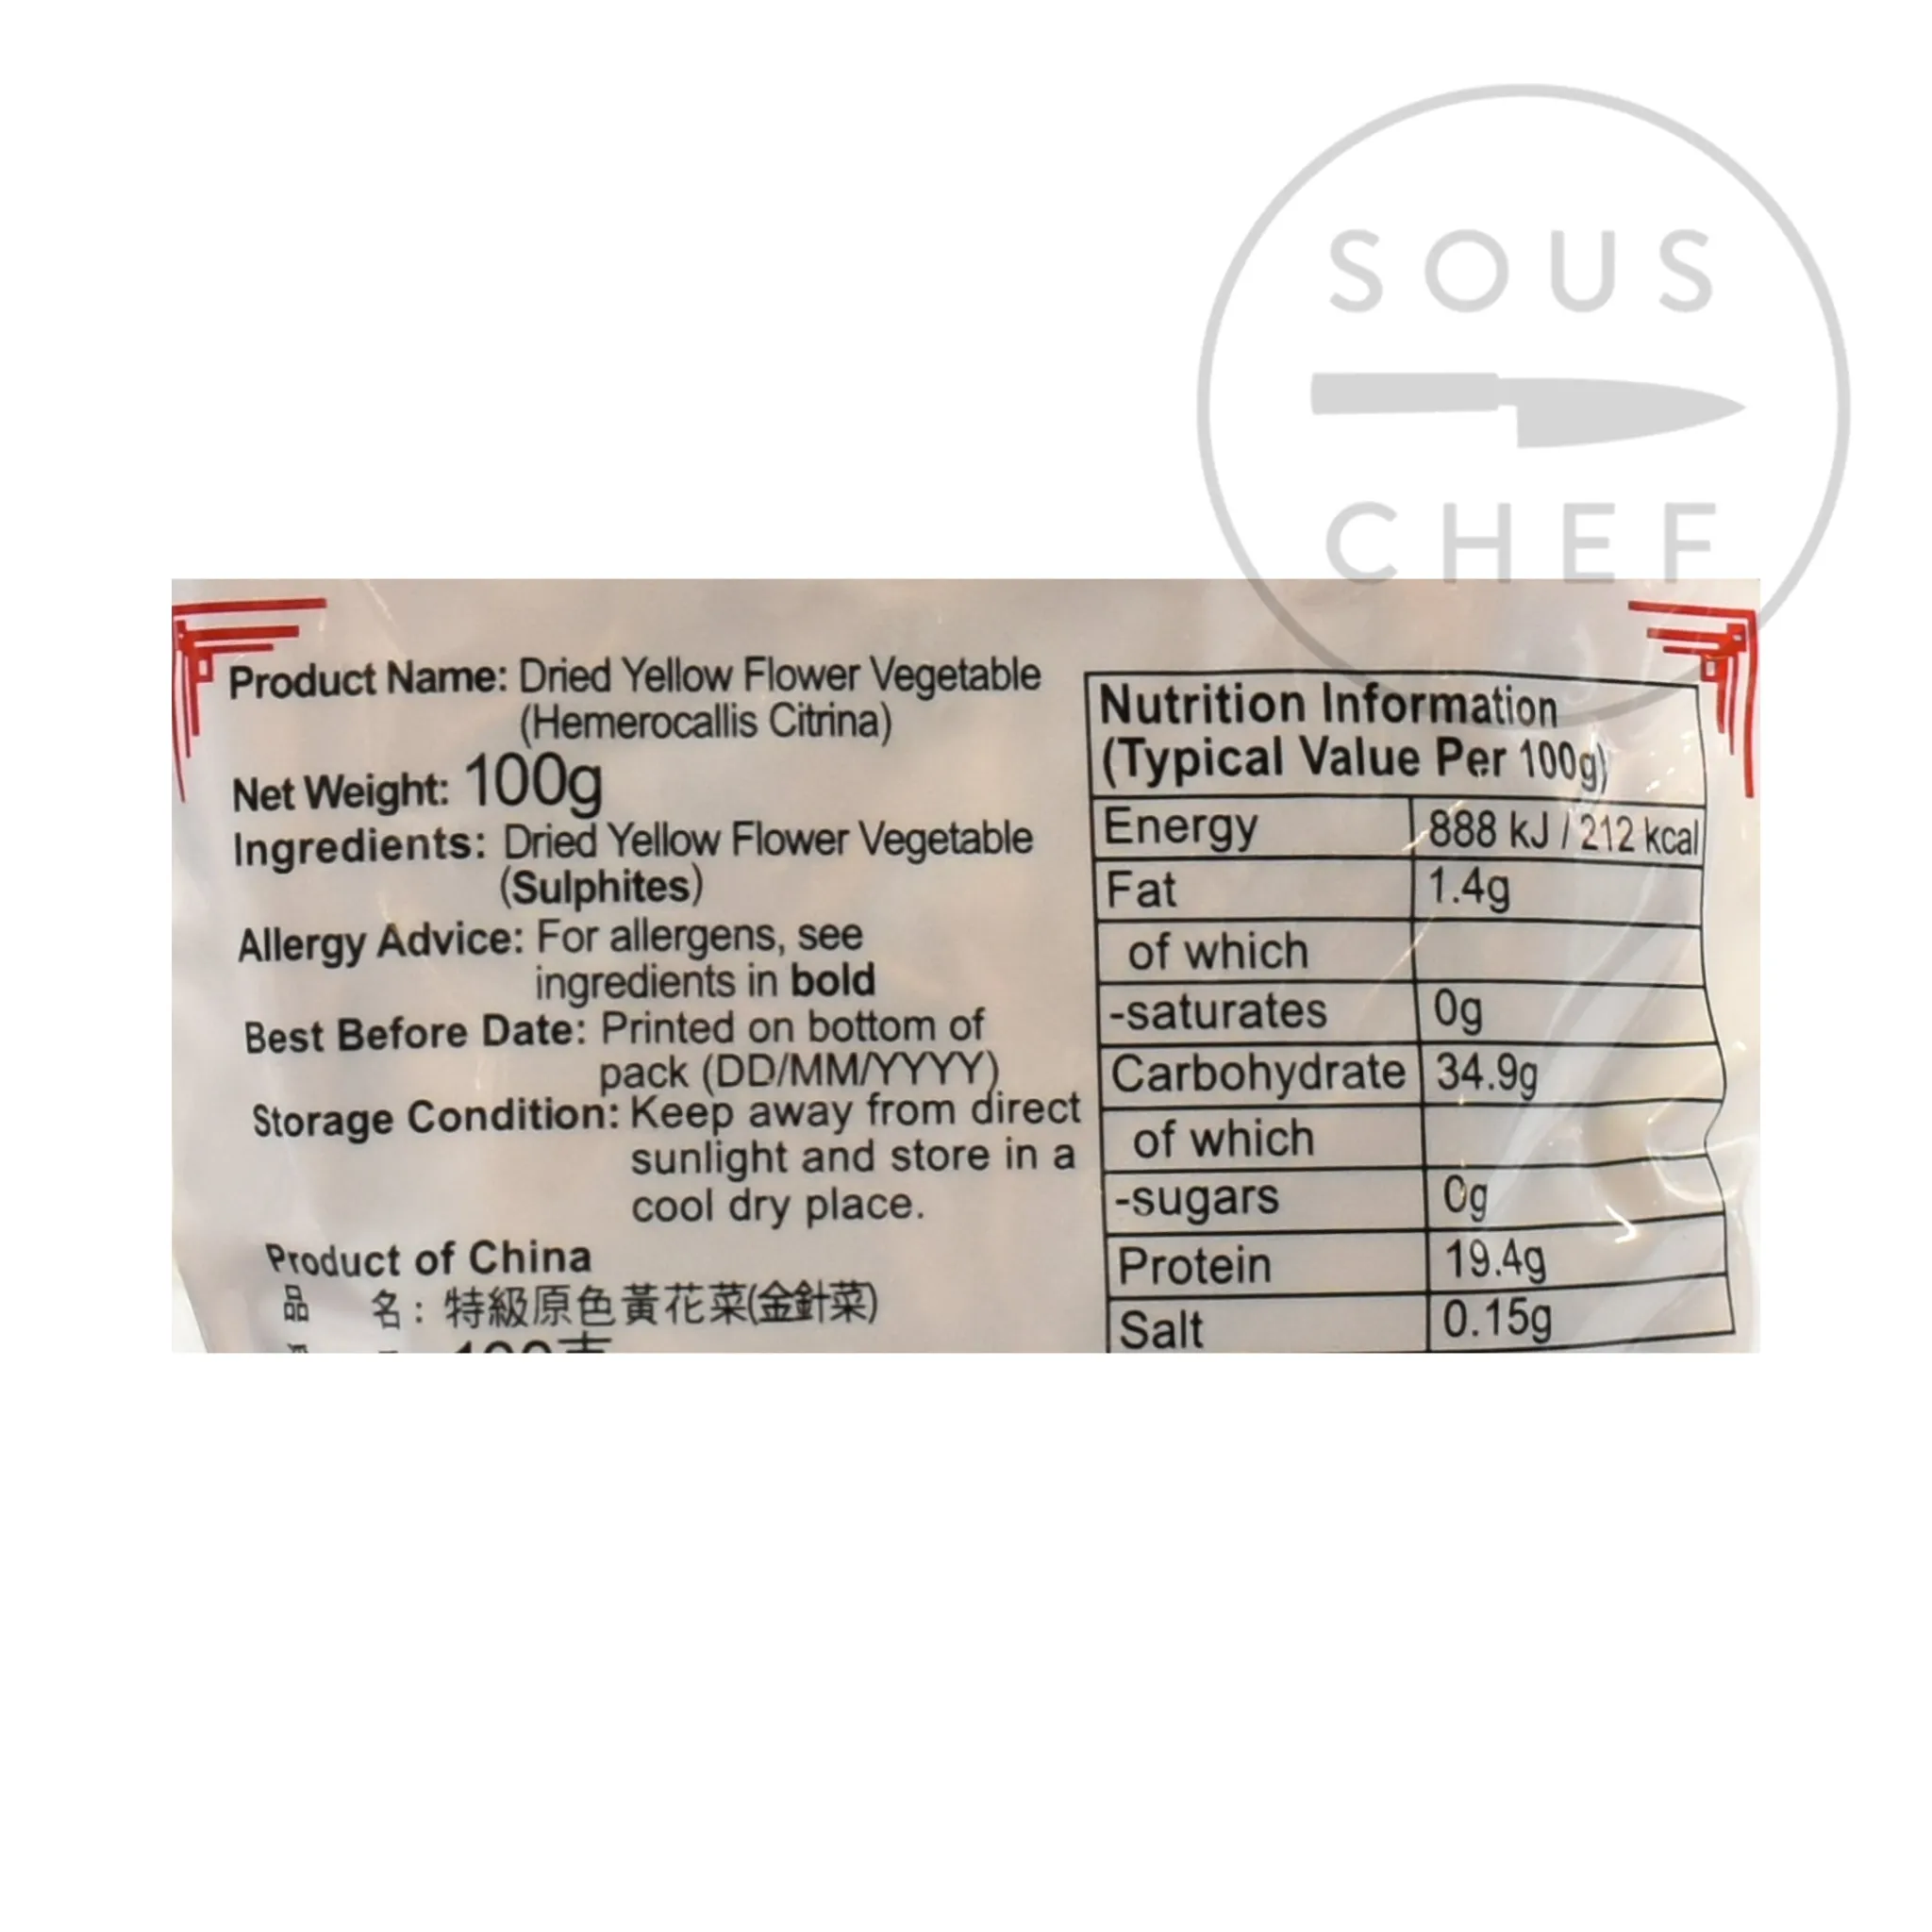 SOUS
CHEF
Product Name: Dried Yellow Flower Vegetable
(Hemerocallis Citrina)
Net Weight: 100g
Ingredients: Dried Yellow Flower Vegetable
(Sulphites)
Allergy Advice: For allergens, see
ingredients in bold
Best Before Date: Printed on bottom of
pack (DD/MM/YYYY)
Storage Condition: Keep away from direct
sunlight and store in a
cool dry place.
Product of China
品 名: 特級原色黃花菜(金針菜)
Nutrition Information
(Typical Value Per 100g)
Energy 888 kJ / 212 kcal
Fat 1.4g
of which
-saturates 0g
Carbohydrate 34.9g
of which
-sugars 0g
Protein 19.4g
Salt 0.15g